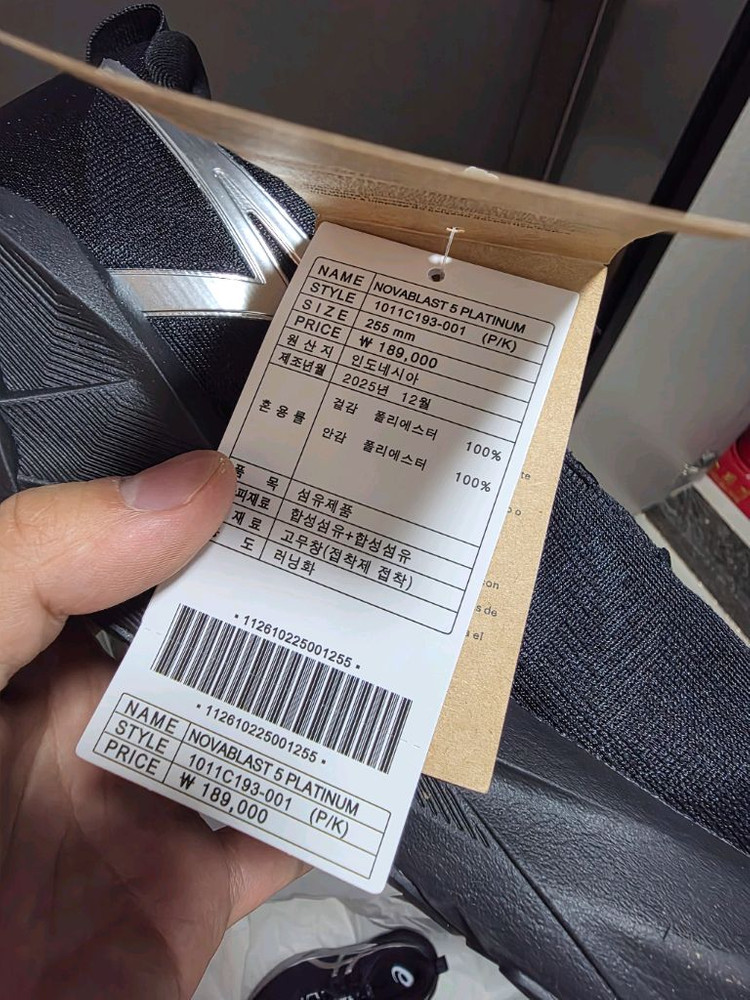 NAME NOVABLAST 5 PLATINUM
STYLE 1011C193-001 (P/K)
SIZE 255 mm
PRICE ₩ 189,000
원산지 인도네시아
제조년월 2025년 12월
혼용률 겉감 폴리에스터 100%
안감 폴리에스터 100%
품 목 섬유제품
피재료 합성섬유+합성섬유
재료 고무창(접착제 접착)
도 러닝화
• 112610225001255 •
• 112610225001255 •
NAME NOVABLAST 5 PLATINUM
STYLE 1011C193-001 (P/K)
PRICE ₩ 189,000